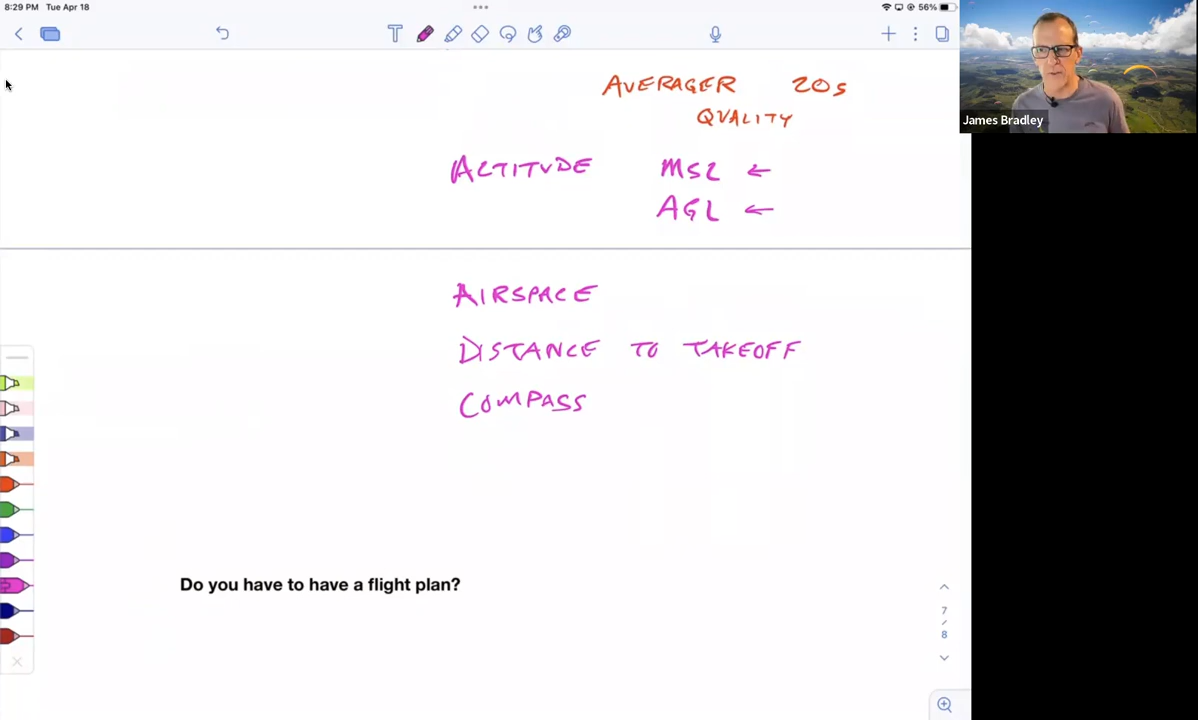 8:29 PM Tue Apr 18
56%
AVERAGER 20s
QUALITY
ALTITUDE MSL ←
AGL ←
AIRSPACE
DISTANCE TO TAKEOFF
COMPASS
Do you have to have a flight plan?
7
/
8
James Bradley